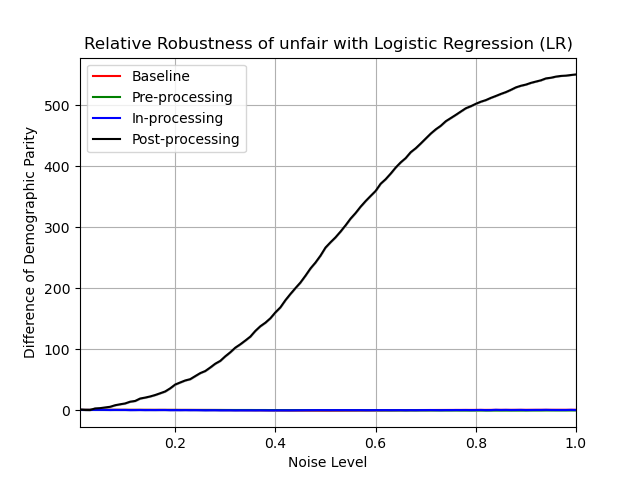 Relative Robustness of unfair with Logistic Regression (LR)
Baseline
Pre-processing
In-processing
Post-processing
Difference of Demographic Parity
500
400
300
200
100
0
0.2 0.4 0.6 0.8 1.0
Noise Level